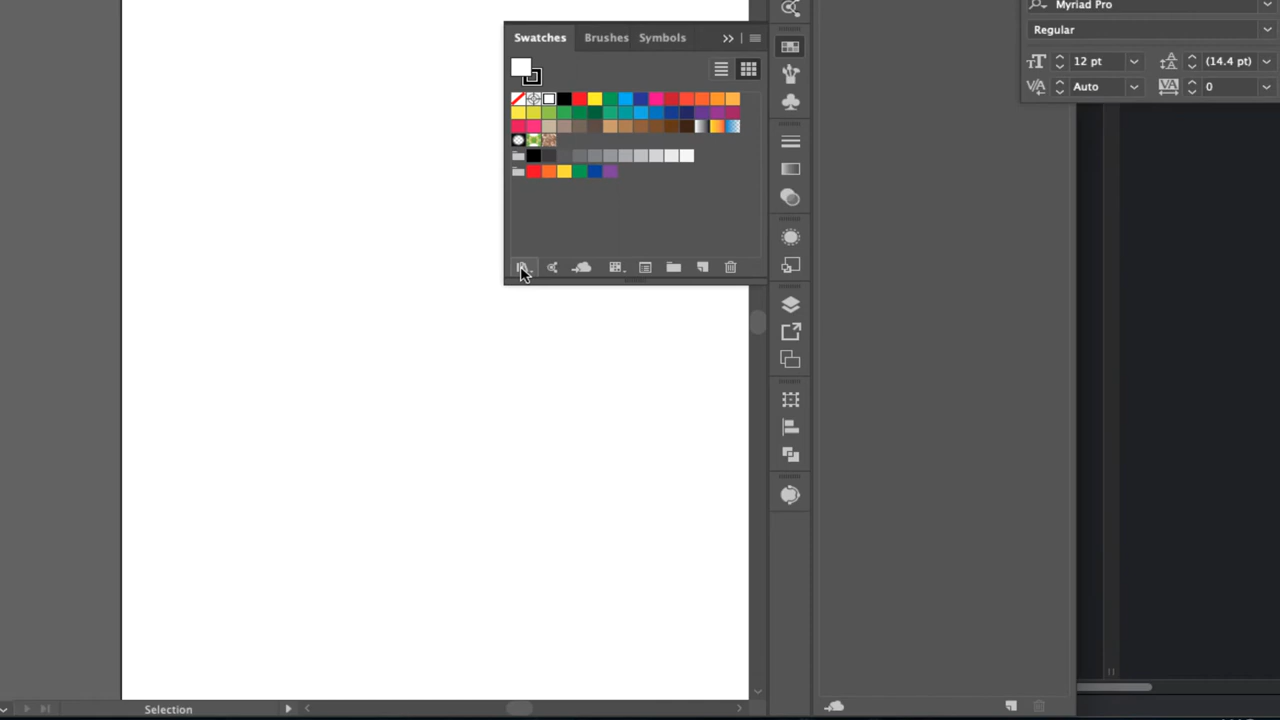 Myriad Pro
Regular
Swatches Brushes Symbols
12 pt (14.4 pt)
Auto 0
Selection